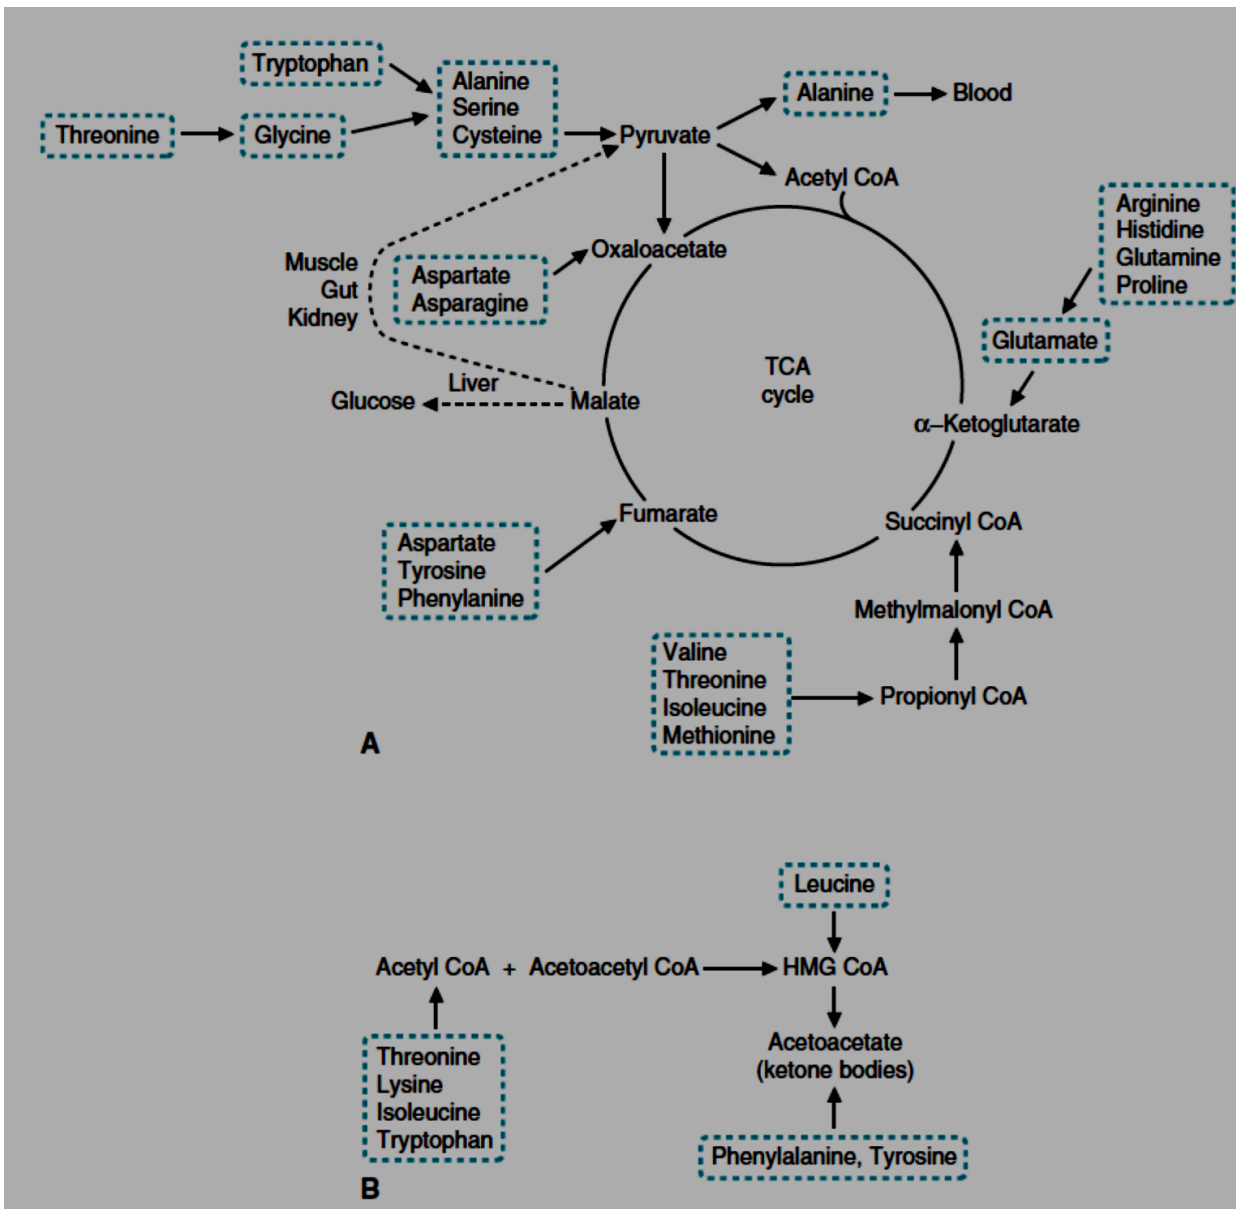 Tryptophan
Alanine
Serine
Cysteine
Threonine
Glycine
Pyruvate
Alanine
Blood
Acetyl CoA
Arginine
Histidine
Glutamine
Proline
Muscle
Gut
Kidney
Aspartate
Asparagine
Oxaloacetate
Glutamate
TCA
cycle
Liver
Glucose
Malate
α–Ketoglutarate
Fumarate
Succinyl CoA
Aspartate
Tyrosine
Phenylanine
Methylmalonyl CoA
Valine
Threonine
Isoleucine
Methionine
Propionyl CoA
A
Leucine
Acetyl CoA + Acetoacetyl CoA
HMG CoA
Acetoacetate
(ketone bodies)
Threonine
Lysine
Isoleucine
Tryptophan
Phenylalanine, Tyrosine
B